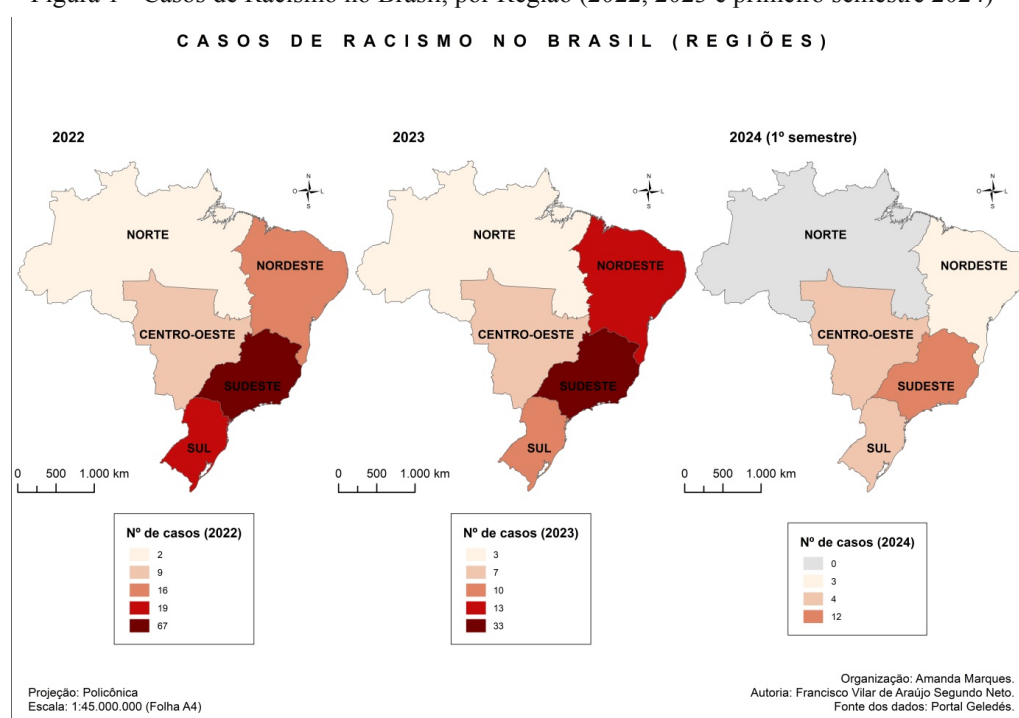 Figura 1 - Casos de Racismo no Brasil, por Região (2022, 2023 e primeiro semestre 2024)
CASOS DE RACISMO NO BRASIL (REGIÕES)
2022
N
O L
S
NORTE
NORDESTE
CENTRO-OESTE
SUDESTE
SUL
0 500 1.000 km
Nº de casos (2022)
2
9
16
19
67
2023
N
O L
S
NORTE
NORDESTE
CENTRO-OESTE
SUDESTE
SUL
0 500 1.000 km
Nº de casos (2023)
3
7
10
13
33
2024 (1º semestre)
N
O L
S
NORTE
NORDESTE
CENTRO-OESTE
SUDESTE
SUL
0 500 1.000 km
Nº de casos (2024)
0
3
4
12
Projeção: Policônica
Escala: 1:45.000.000 (Folha A4)
Organização: Amanda Marques.
Autoria: Francisco Vilar de Araújo Segundo Neto.
Fonte dos dados: Portal Geledés.